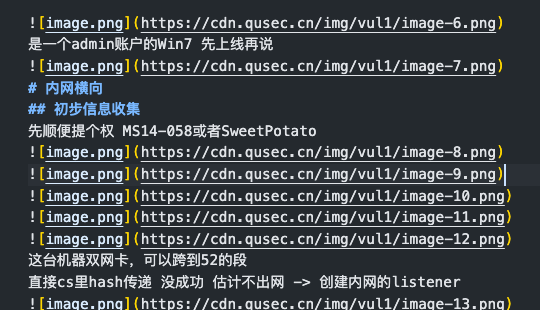 ![image.png](https://cdn.qusec.cn/img/vul1/image-6.png)
是一个admin账户的Win7 先上线再说
![image.png](https://cdn.qusec.cn/img/vul1/image-7.png)
# 内网横向
## 初步信息收集
先顺便提个权 MS14-058或者SweetPotato
![image.png](https://cdn.qusec.cn/img/vul1/image-8.png)
![image.png](https://cdn.qusec.cn/img/vul1/image-9.png)
![image.png](https://cdn.qusec.cn/img/vul1/image-10.png)
![image.png](https://cdn.qusec.cn/img/vul1/image-11.png)
![image.png](https://cdn.qusec.cn/img/vul1/image-12.png)
这台机器双网卡，可以跨到52的段
直接cs里hash传递 没成功 估计不出网 -> 创建内网的listener
![image.png](https://cdn.qusec.cn/img/vul1/image-13.png)